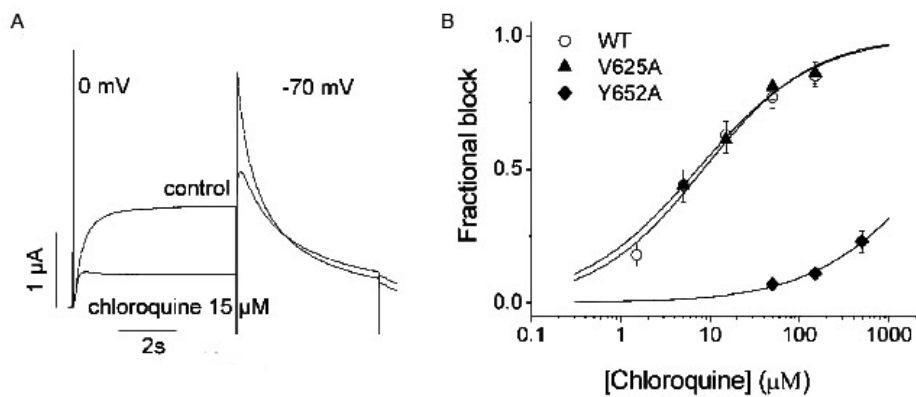 A
0 mV
-70 mV
control
1 µA
chloroquine 15 µM
2s
B
WT
V625A
Y652A
Fractional block
1.0
0.5
0.0
0.1 1 10 100 1000
[Chloroquine] (µM)